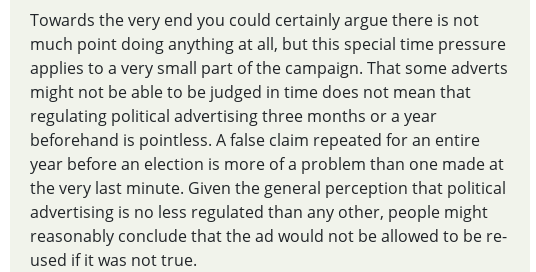 Towards the very end you could certainly argue there is not
much point doing anything at all, but this special time pressure
applies to a very small part of the campaign. That some adverts
might not be able to be judged in time does not mean that
regulating political advertising three months or a year
beforehand is pointless. A false claim repeated for an entire
year before an election is more of a problem than one made at
the very last minute. Given the general perception that political
advertising is no less regulated than any other, people might
reasonably conclude that the ad would not be allowed to be re-
used if it was not true.